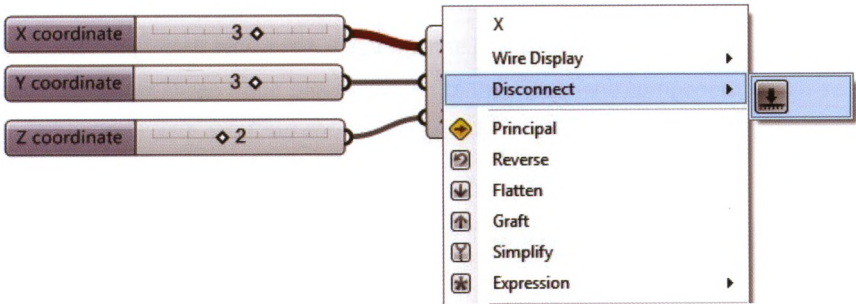 X coordinate 3
Y coordinate 3
Z coordinate 2
X
Wire Display
Disconnect
Principal
Reverse
Flatten
Graft
Simplify
Expression